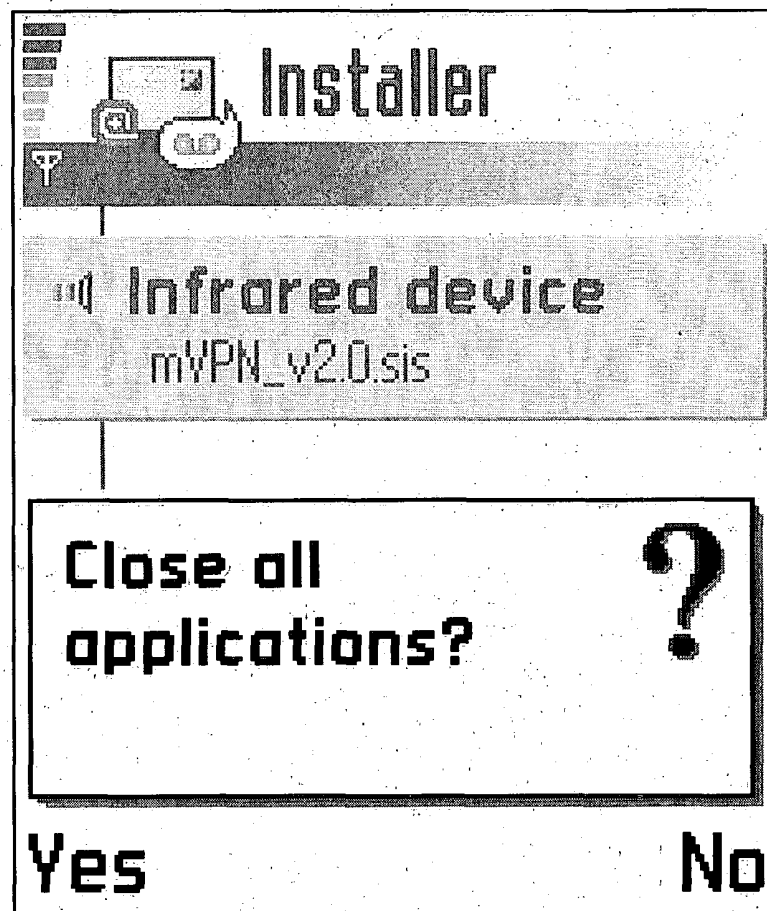 Installer
Infrared device
mVPN_v2.0.sis
Close all
applications?
Yes
No